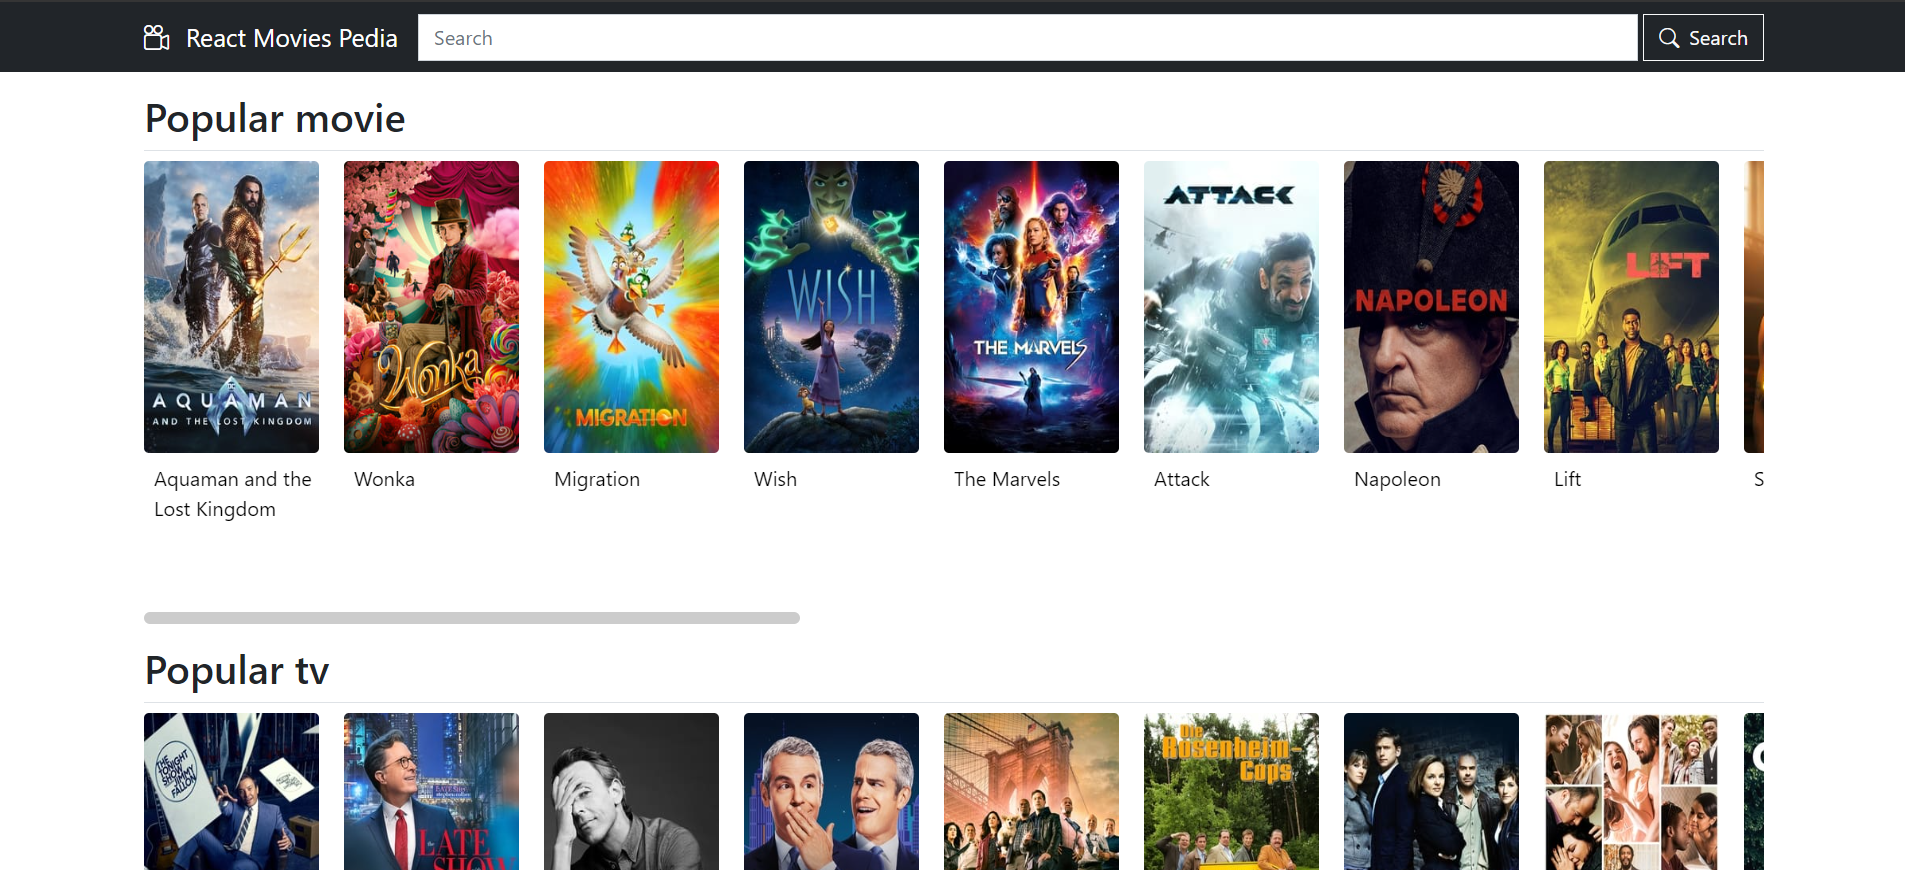 React Movies Pedia
Search
Search
Popular movie
AQUAMAN
AND THE LOST KINGDOM
Wonka
MIGRATION
WISH
THE MARVELS
ATTACK
NAPOLEON
LIFT
Aquaman and the
Lost Kingdom
Wonka
Migration
Wish
The Marvels
Attack
Napoleon
Lift
S
Popular tv
THE
TONIGHT
SHOW
JIMMY
FALLON
the
LATE
SHOW
Die
Rosenheim-
Cops